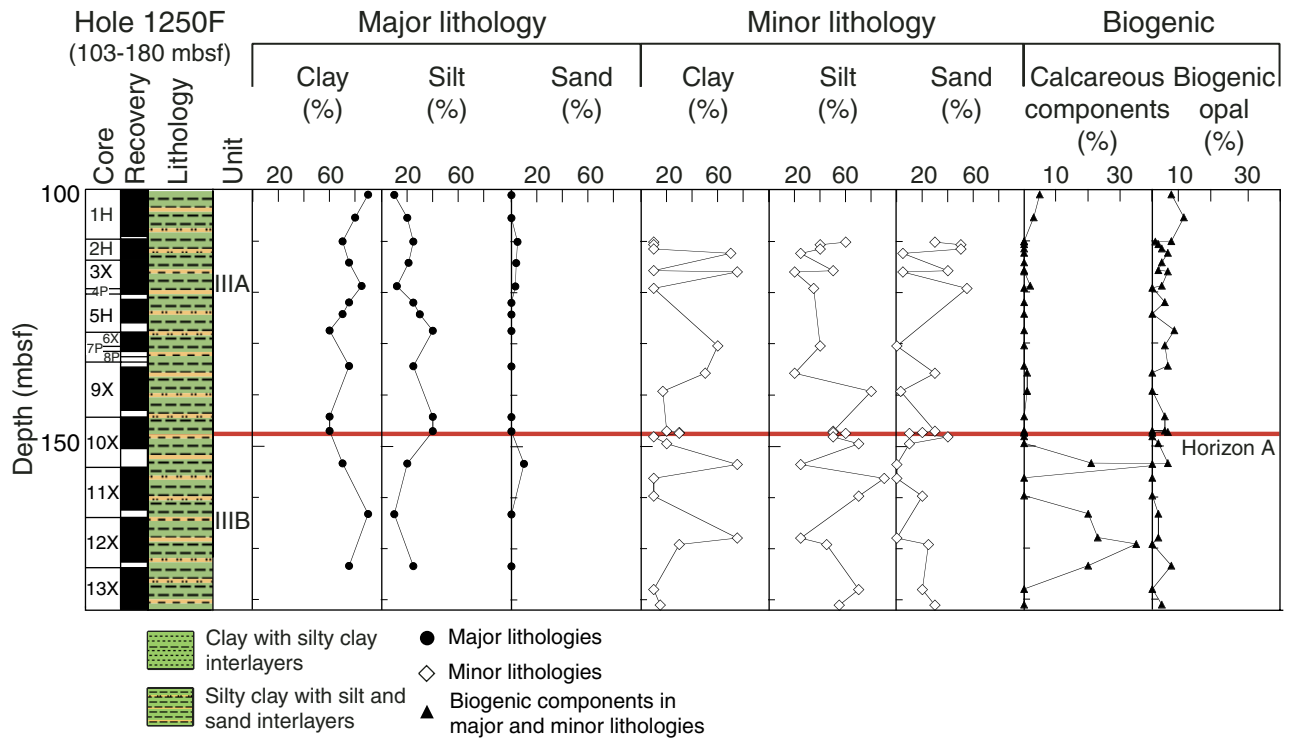 Hole 1250F
(103-180 mbsf)
Major lithology
Minor lithology
Biogenic
Core
Recovery
Lithology
Unit
Clay
(%)
Silt
(%)
Sand
(%)
Clay
(%)
Silt
(%)
Sand
(%)
Calcareous
components
(%)
Biogenic
opal
(%)
20 60 20 60 20 60 20 60 20 60 20 60 10 30 10 30
Depth (mbsf)
100
150
1H
2H
3X
4P
5H
6X
7P
8P
9X
10X
11X
12X
13X
IIIA
IIIB
Horizon A
Clay with silty clay
interlayers
Silty clay with silt and
sand interlayers
Major lithologies
Minor lithologies
Biogenic components in
major and minor lithologies